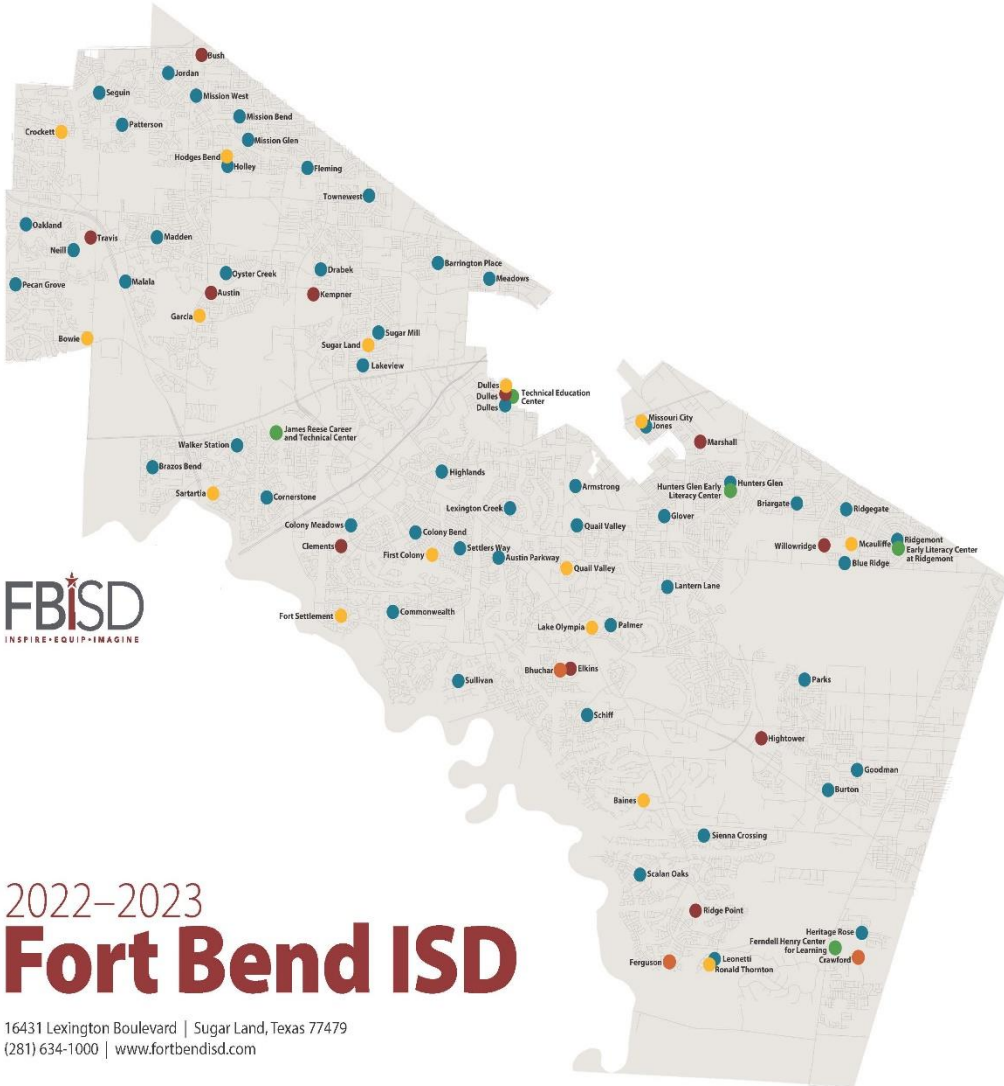 Bush
Jordan
Seguin
Mission West
Mission Bend
Patterson
Crockett
Mission Glen
Hodges Bend
Holley
Fleming
Townewest
Oakland
Travis
Madden
Neill
Barrington Place
Oyster Creek
Drabek
Meadows
Pecan Grove
Malala
Austin
Kempner
Garcia
Sugar Mill
Bowie
Sugar Land
Lakeview
Dulles
Dulles
Dulles
Technical Education
Center
Missouri City
Jones
James Reese Career
and Technical Center
Marshall
Walker Station
Brazos Bend
Highlands
Hunters Glen
Hunters Glen Early
Literacy Center
Armstrong
Sartartia
Cornerstone
Briargate
Lexington Creek
Ridgegate
Glover
Colony Meadows
Quail Valley
Colony Bend
Clements
Settlers Way
First Colony
Austin Parkway
Willowridge
Mcauliffe
Ridgemont
Early Literacy Center
at Ridgemont
Blue Ridge
Quail Valley
Lantern Lane
FBISD
INSPIRE•EQUIP•IMAGINE
Fort Settlement
Commonwealth
Lake Olympia
Palmer
Bhuchar
Elkins
Sullivan
Parks
Schiff
Hightower
Goodman
Burton
Baines
Sienna Crossing
Scalan Oaks
Ridge Point
Heritage Rose
Ferndell Henry Center
for Learning
Crawford
Ferguson
Leonetti
Ronald Thornton
2022–2023
Fort Bend ISD
16431 Lexington Boulevard | Sugar Land, Texas 77479
(281) 634-1000 | www.fortbendisd.com